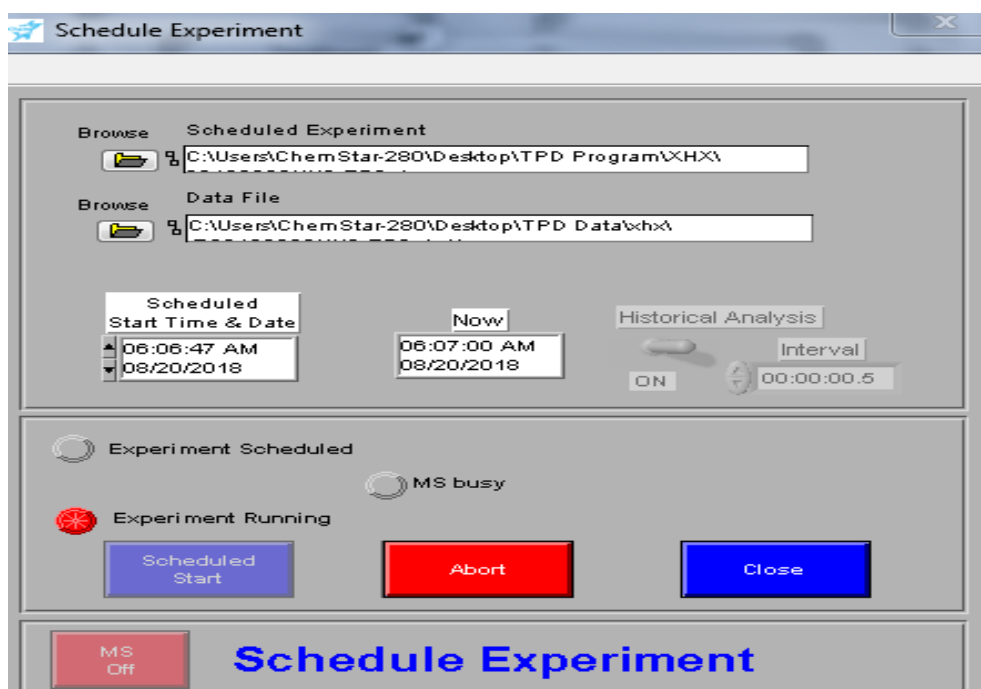 Schedule Experiment
Browse
Scheduled Experiment
C:\Users\ChemStar-280\Desktop\TPD Program\XHX\
Browse
Data File
C:\Users\ChemStar-280\Desktop\TPD Data\xhx\
Scheduled
Start Time & Date
06:06:47 AM
08/20/2018
Now
06:07:00 AM
08/20/2018
Historical Analysis
ON
Interval
00:00:00.5
Experiment Scheduled
MS busy
Experiment Running
Scheduled
Start
Abort
Close
MS
Off
Schedule Experiment